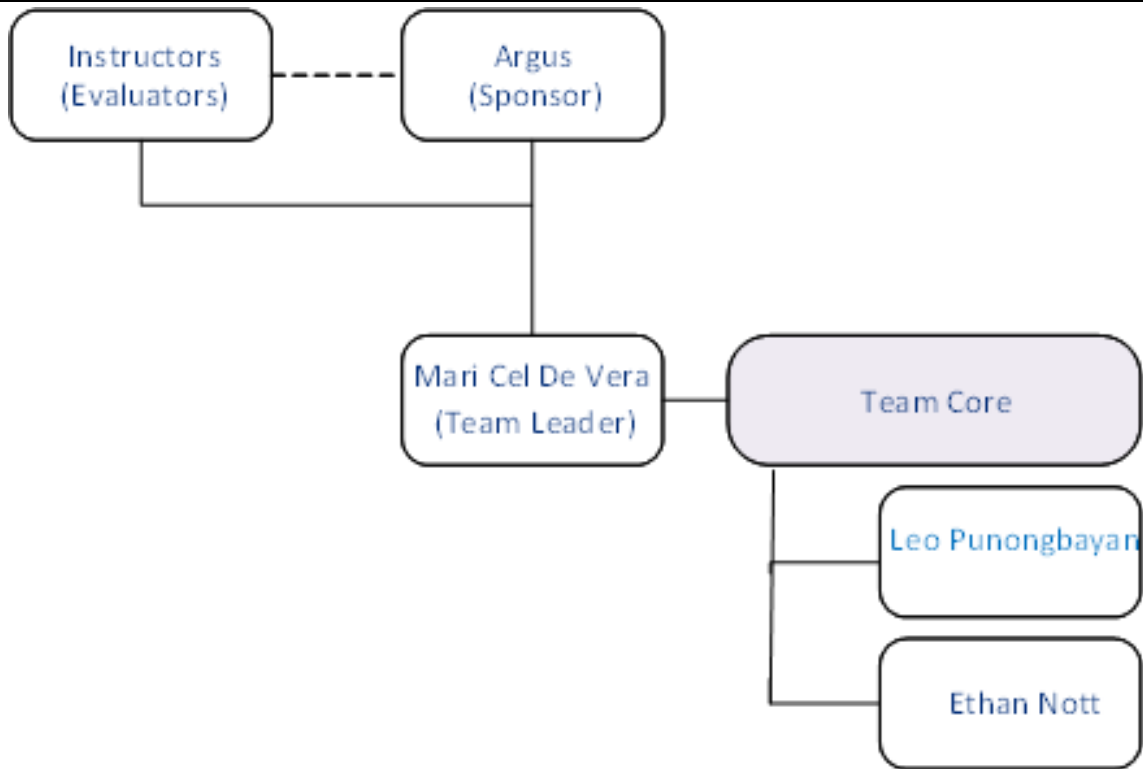 Instructors
(Evaluators)
Argus
(Sponsor)
Mari Cel De Vera
(Team Leader)
Team Core
Leo Punongbayan
Ethan Nott